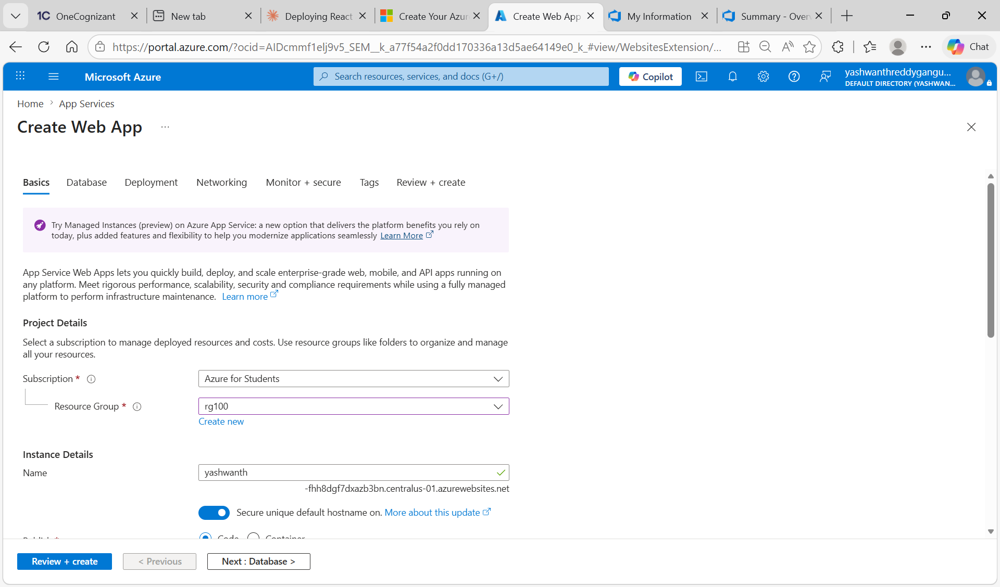 OneCognizant
New tab
Deploying React
Create Your Azur
Create Web App
My Information
Summary - Over
https://portal.azure.com/?ocid=AIDcmmf1elj9v5_SEM__k_a77f54a2f0dd170336a13d5ae64149e0_k_#view/WebsitesExtension/...
Chat
Microsoft Azure
Search resources, services, and docs (G+/)
Copilot
yashwanthreddygangu...
DEFAULT DIRECTORY (YASHWAN...
Home > App Services
Create Web App ...
Basics Database Deployment Networking Monitor + secure Tags Review + create
Try Managed Instances (preview) on Azure App Service: a new option that delivers the platform benefits you rely on
today, plus added features and flexibility to help you modernize applications seamlessly Learn More
App Service Web Apps lets you quickly build, deploy, and scale enterprise-grade web, mobile, and API apps running on
any platform. Meet rigorous performance, scalability, security and compliance requirements while using a fully managed
platform to perform infrastructure maintenance. Learn more
Project Details
Select a subscription to manage deployed resources and costs. Use resource groups like folders to organize and manage
all your resources.
Subscription * Azure for Students
Resource Group * rg100
Create new
Instance Details
Name yashwanth
-fhh8dgf7dxazb3bn.centralus-01.azurewebsites.net
Secure unique default hostname on. More about this update
Publish * Code Container
Review + create < Previous Next : Database >